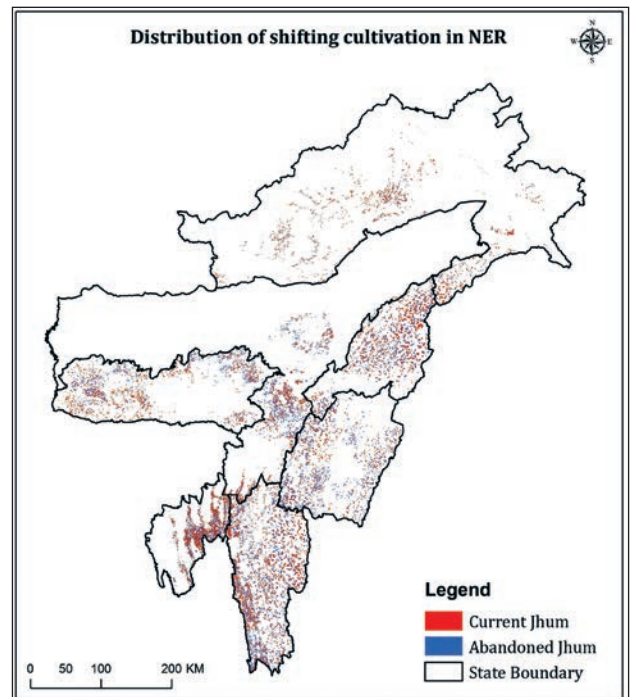 Distribution of shifting cultivation in NER
N
W E
S
Legend
Current Jhum
Abandoned Jhum
State Boundary
0 50 100 200 KM